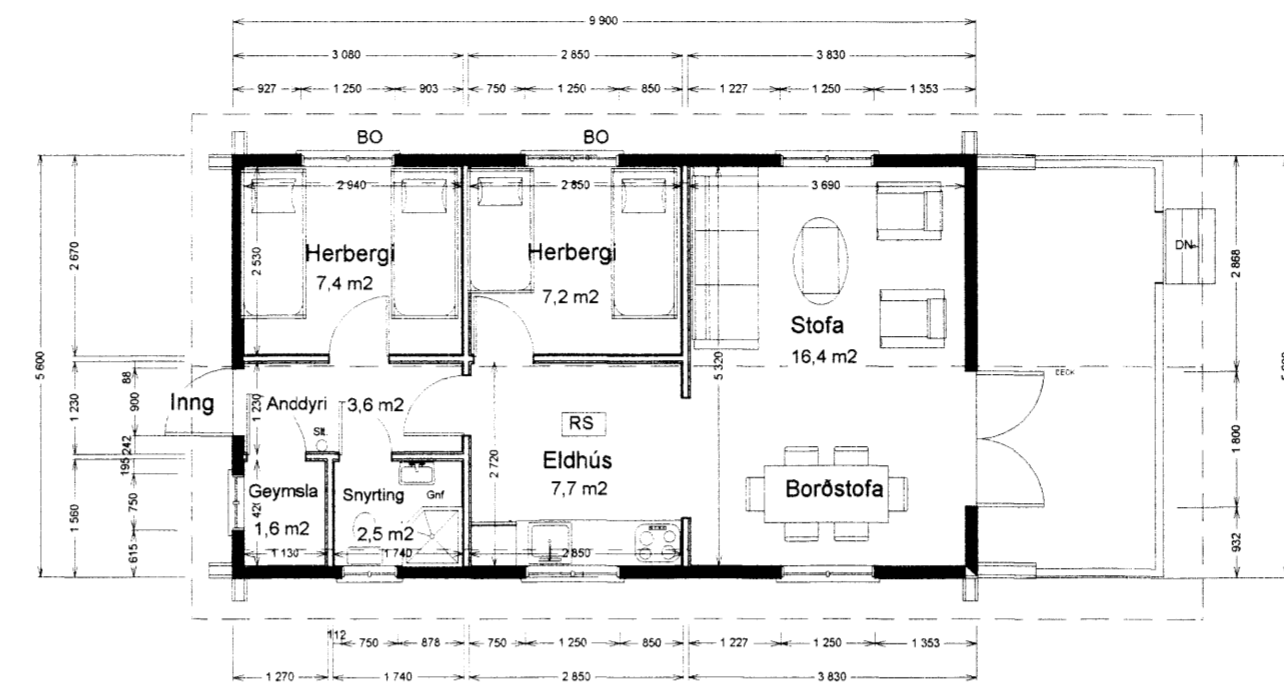 9 900
3 080 2 850 3 830
927 1 250 903 750 1 250 850 1 227 1 250 1 353
BO BO
2 940 2 850 3 690
Herbergi
7,4 m2
2 530
Herbergi
7,2 m2
Stofa
16,4 m2
5 320
DN
DECK
5 600
2 670
1 230
1 560
88
900
242
195
750
615
Inng
Anddyri 3,6 m2
1 230
Slt.
RS
Eldhús
7,7 m2
2 720
Borðstofa
Geymsla
1,6 m2
Snyrting
Gnf
2,5 m2
1 130 1 740 2 850
2 868
1 800
932
112 750 878 750 1 250 850 1 227 1 250 1 353
1 270 1 740 2 850 3 830